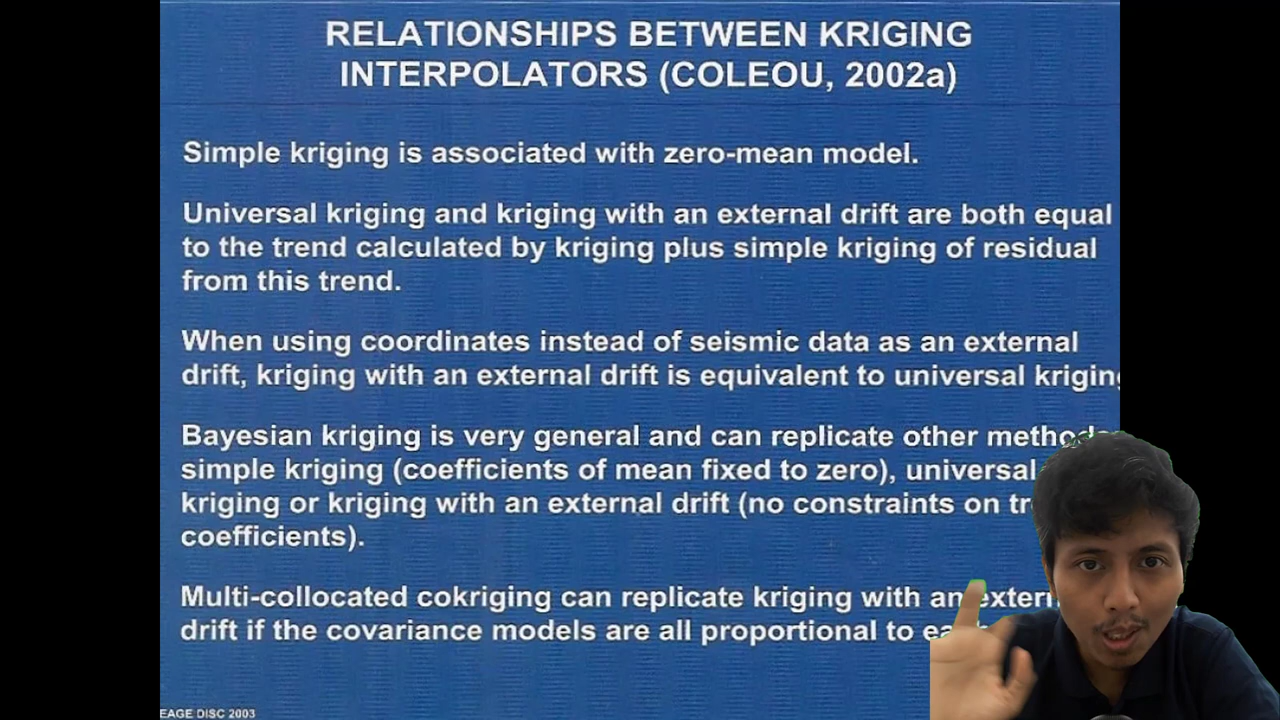 RELATIONSHIPS BETWEEN KRIGING
INTERPOLATORS (COLEOU, 2002a)
Simple kriging is associated with zero-mean model.
Universal kriging and kriging with an external drift are both equal
to the trend calculated by kriging plus simple kriging of residual
from this trend.
When using coordinates instead of seismic data as an external
drift, kriging with an external drift is equivalent to universal kriging
Bayesian kriging is very general and can replicate other methods
simple kriging (coefficients of mean fixed to zero), universal
kriging or kriging with an external drift (no constraints on
coefficients).
Multi-collocated cokriging can replicate kriging with an
drift if the covariance models are all proportional to
EAGE DISC 2003